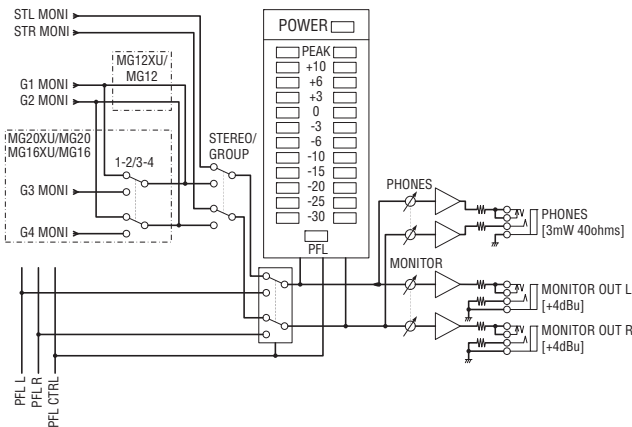 STL MONI
STR MONI
G1 MONI
G2 MONI
MG12XU/
MG12
MG20XU/MG20
MG16XU/MG16
1-2/3-4
G3 MONI
G4 MONI
STEREO/
GROUP
POWER
PEAK
+10
+6
+3
0
-3
-6
-10
-15
-20
-25
-30
PFL
PHONES
MONITOR
PHONES
[3mW 40ohms]
MONITOR OUT L
[+4dBu]
MONITOR OUT R
[+4dBu]
PFL L
PFL R
PFL CTRL